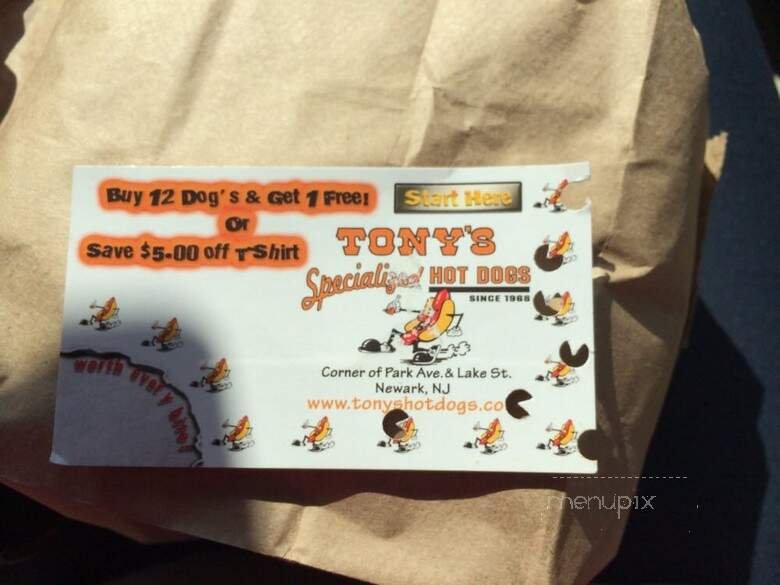 Buy 12 Dog's & Get 1 Free!
Or
Save $5.00 off T Shirt
Start Here
TONY'S
Specialized HOT DOGS
SINCE 1968
Corner of Park Ave. & Lake St.
Newark, NJ
www.tonyshotdogs.co
worth every bite!
menupix